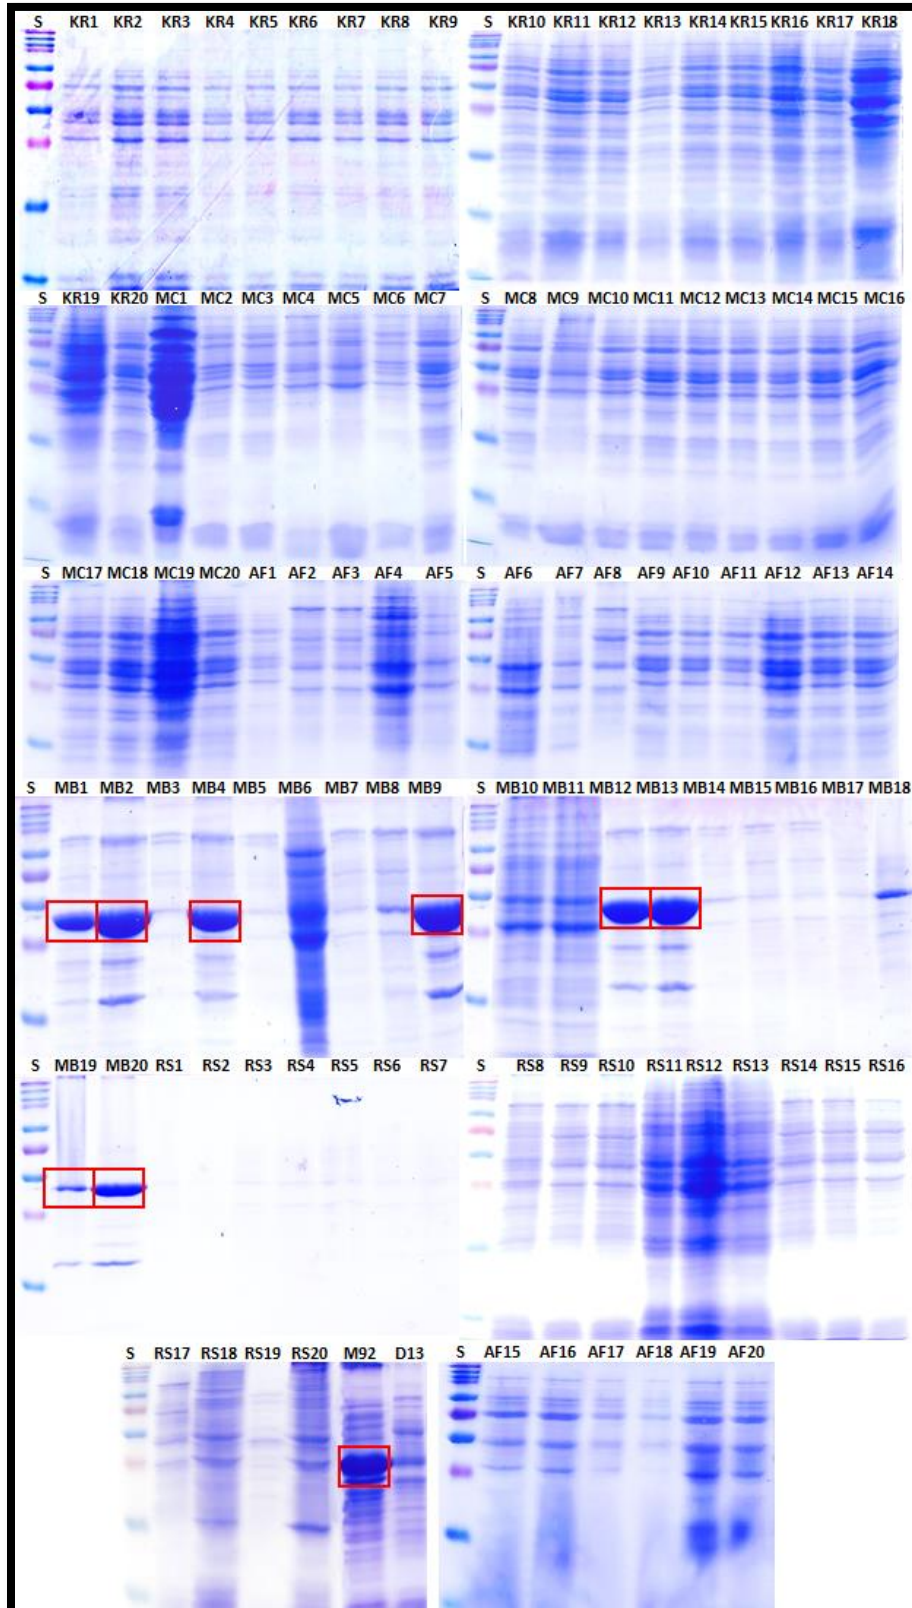 S KR1 KR2 KR3 KR4 KR5 KR6 KR7 KR8 KR9
S KR10 KR11 KR12 KR13 KR14 KR15 KR16 KR17 KR18
S KR19 KR20 MC1 MC2 MC3 MC4 MC5 MC6 MC7
S MC8 MC9 MC10 MC11 MC12 MC13 MC14 MC15 MC16
S MC17 MC18 MC19 MC20 AF1 AF2 AF3 AF4 AF5
S AF6 AF7 AF8 AF9 AF10 AF11 AF12 AF13 AF14
S MB1 MB2 MB3 MB4 MB5 MB6 MB7 MB8 MB9
S MB10 MB11 MB12 MB13 MB14 MB15 MB16 MB17 MB18
S MB19 MB20 RS1 RS2 RS3 RS4 RS5 RS6 RS7
S RS8 RS9 RS10 RS11 RS12 RS13 RS14 RS15 RS16
S RS17 RS18 RS19 RS20 M92 D13
S AF15 AF16 AF17 AF18 AF19 AF20